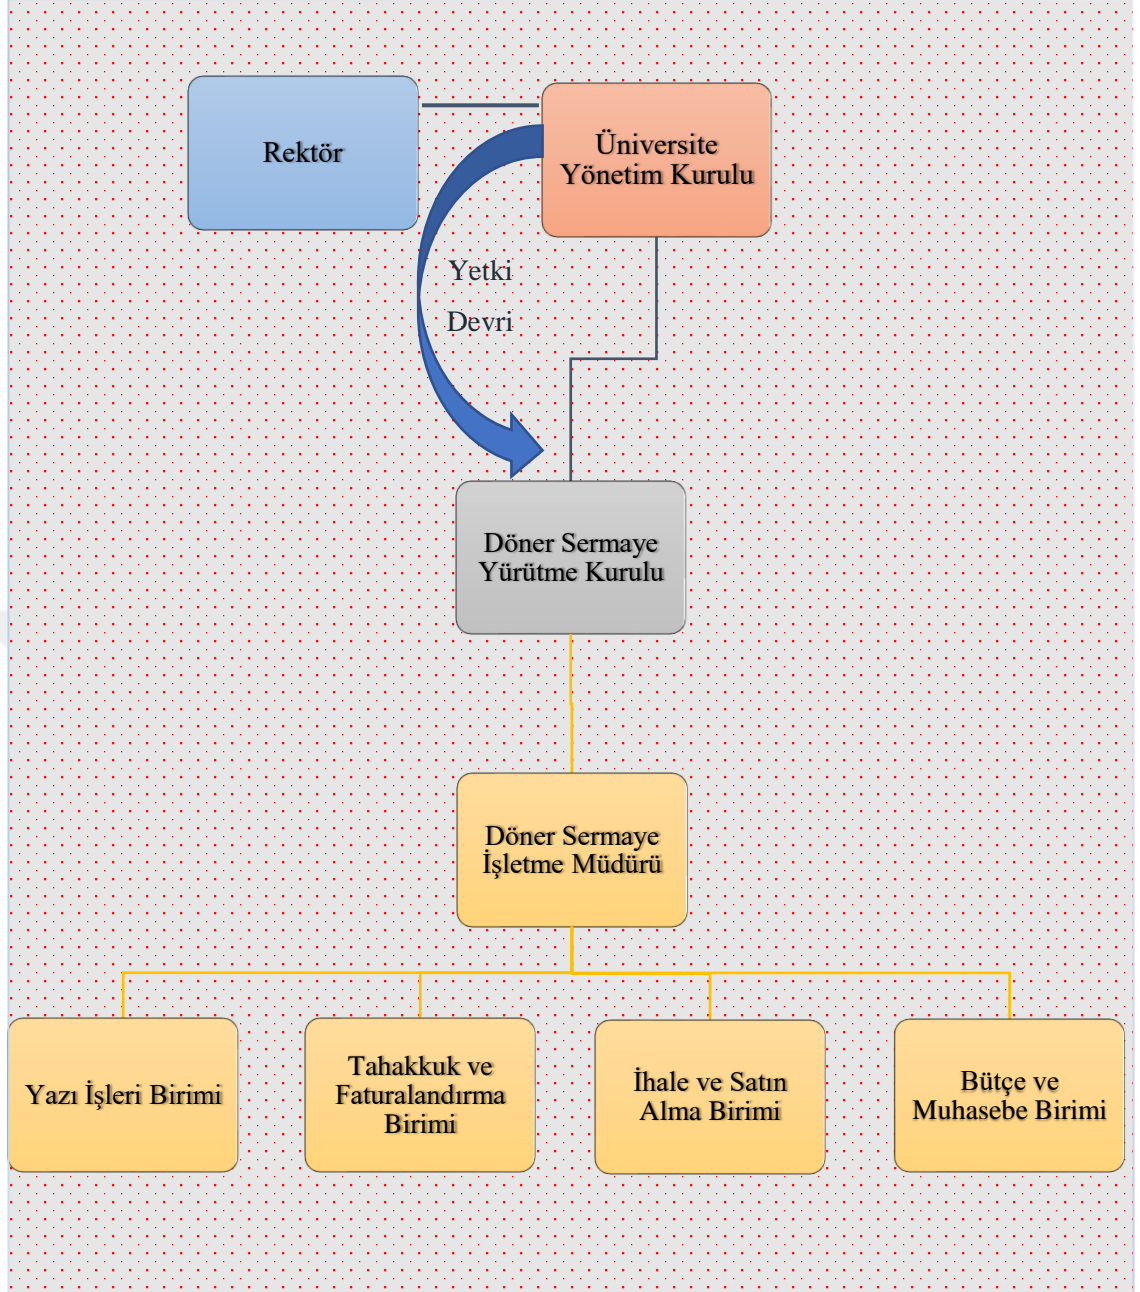 Rektör
Üniversite
Yönetim Kurulu
Yetki
Devri
Döner Sermaye
Yürütme Kurulu
Döner Sermaye
İşletme Müdürü
Yazı İşleri Birimi
Tahakkuk ve
Faturalandırma
Birimi
İhale ve Satın
Alma Birimi
Bütçe ve
Muhasebe Birimi